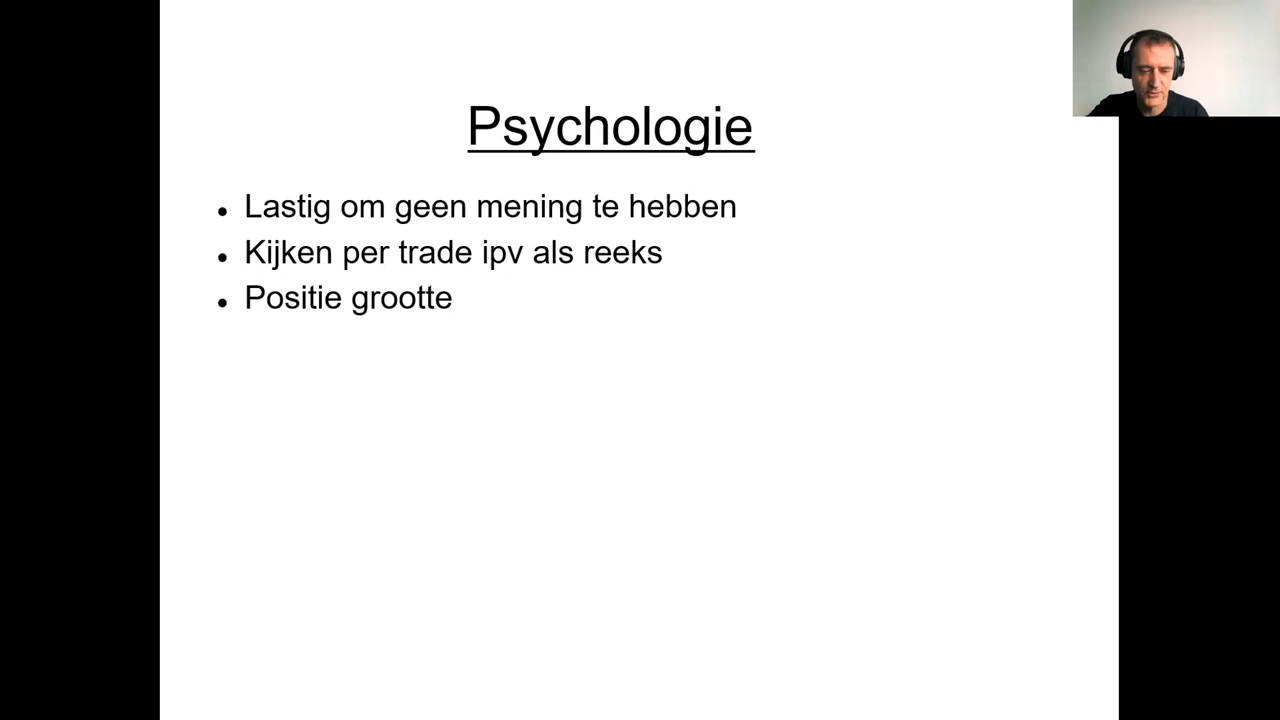 Psychologie
• Lastig om geen mening te hebben
• Kijken per trade ipv als reeks
• Positie grootte